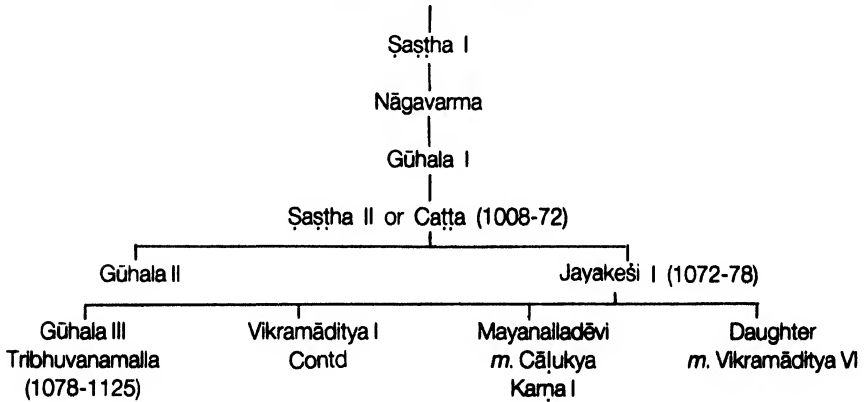 Ṣaṣṭha I
Nāgavarma
Gūhala I
Ṣaṣṭha II or Caṭṭa (1008-72)
Gūhala II Jayakeśi I (1072-78)
Gūhala III Vikramāditya I Mayanalladēvi Daughter
Tribhuvanamalla Contd m. Cāḷukya m. Vikramāditya VI
(1078-1125) Karṇa I